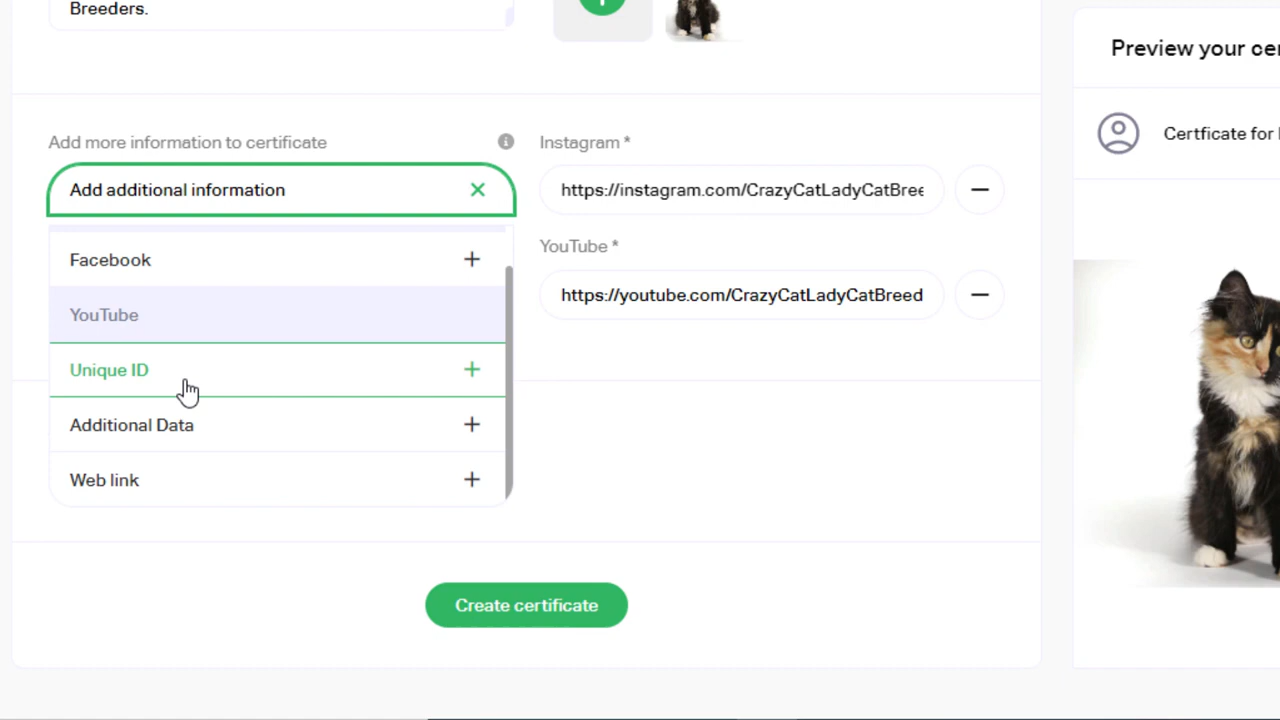 Breeders.
Preview your cer
Add more information to certificate
Instagram *
Certficate for
Add additional information
https://instagram.com/CrazyCatLadyCatBree
YouTube *
Facebook
https://youtube.com/CrazyCatLadyCatBreed
YouTube
Unique ID
Additional Data
Web link
Create certificate